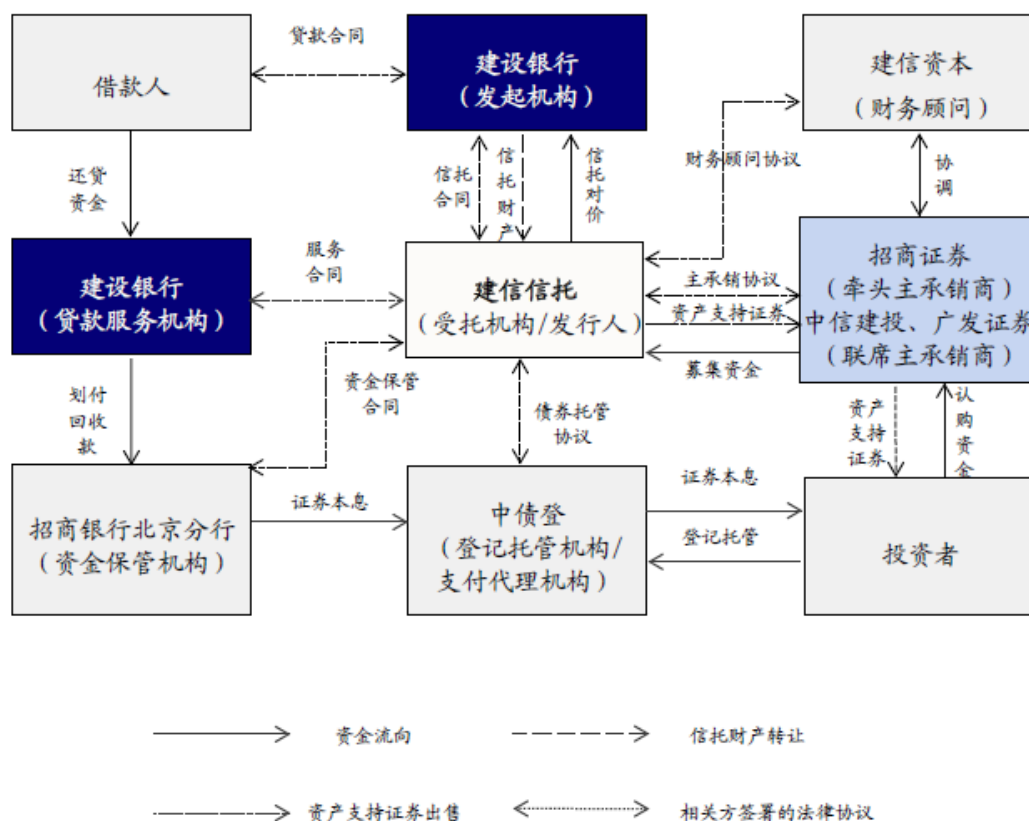 贷款合同
借款人
建设银行
(发起机构)
建信资本
(财务顾问)
还贷
资金
信托
合同
信托财产
信托对价
财务顾问协议
协调
建设银行
(贷款服务机构)
服务
合同
建信信托
(受托机构/发行人)
主承销协议
资产支持证券
募集资金
招商证券
(牵头主承销商)
中信建投、广发证券
(联席主承销商)
划付
回收
款
资金保管
合同
债券托管
协议
资产
支持
证券
认购资金
招商银行北京分行
(资金保管机构)
证券本息
中债登
(登记托管机构/
支付代理机构)
证券本息
登记托管
投资者
资金流向
信托财产转让
资产支持证券出售
相关方签署的法律协议